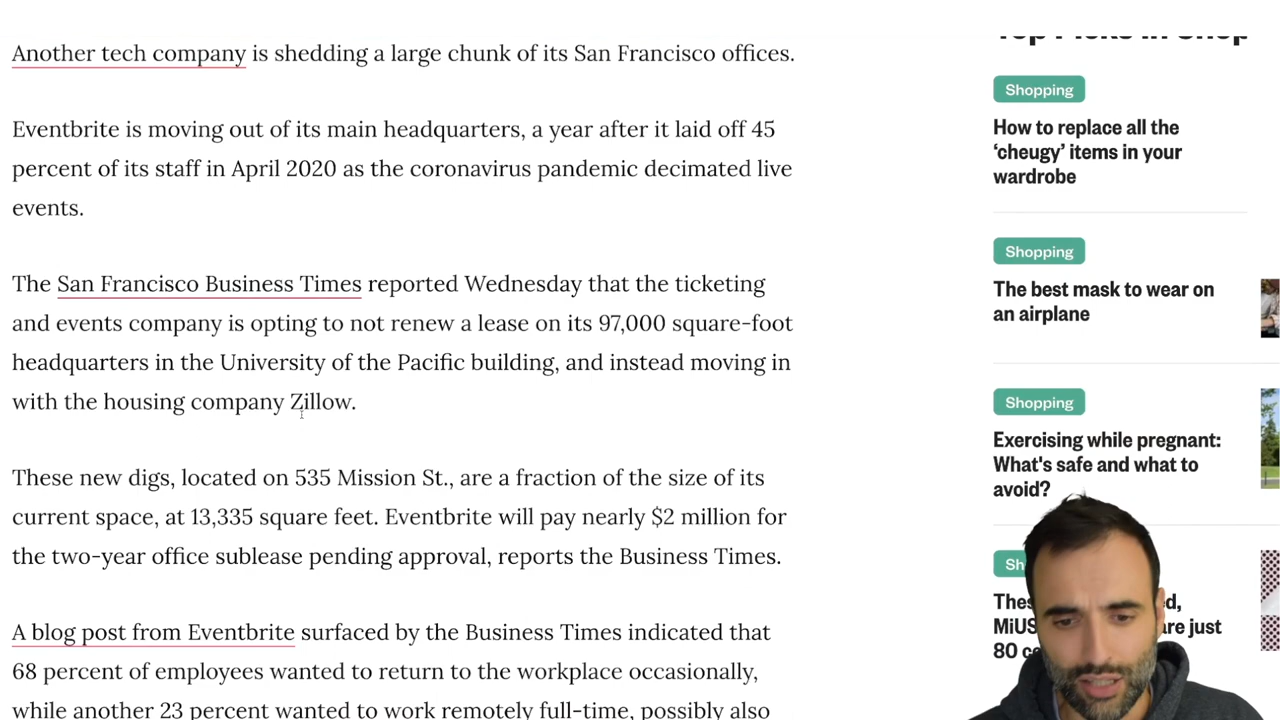 Another tech company is shedding a large chunk of its San Francisco offices.
Eventbrite is moving out of its main headquarters, a year after it laid off 45
percent of its staff in April 2020 as the coronavirus pandemic decimated live
events.
The San Francisco Business Times reported Wednesday that the ticketing
and events company is opting to not renew a lease on its 97,000 square-foot
headquarters in the University of the Pacific building, and instead moving in
with the housing company Zillow.
These new digs, located on 535 Mission St., are a fraction of the size of its
current space, at 13,335 square feet. Eventbrite will pay nearly $2 million for
the two-year office sublease pending approval, reports the Business Times.
A blog post from Eventbrite surfaced by the Business Times indicated that
68 percent of employees wanted to return to the workplace occasionally,
while another 23 percent wanted to work remotely full-time, possibly also
Top Picks in Shop
Shopping
How to replace all the
‘cheugy’ items in your
wardrobe
Shopping
The best mask to wear on
an airplane
Shopping
Exercising while pregnant:
What's safe and what to
avoid?
MiUS
are just
80